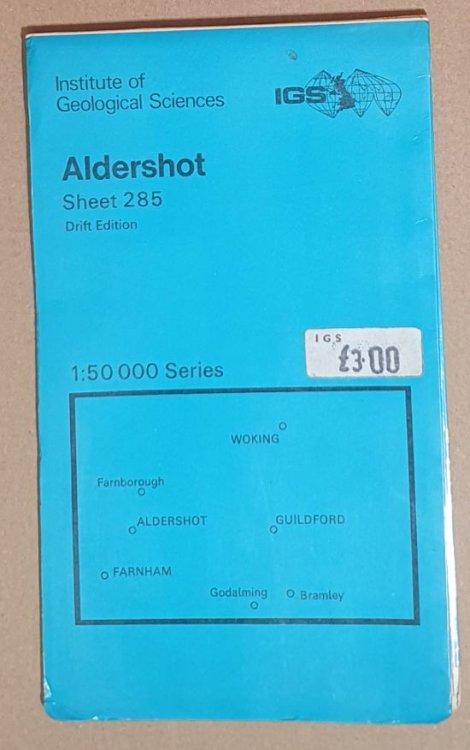 Institute of
Geological Sciences
IGS
Aldershot
Sheet 285
Drift Edition
IGS
£3·00
1:50 000 Series
WOKING
Farnborough
ALDERSHOT
GUILDFORD
FARNHAM
Godalming
Bramley